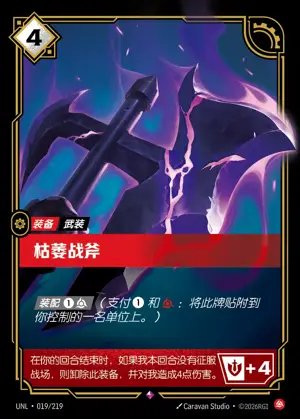 4
装备 武装
枯萎战斧
装配 1 （支付 1 和 ：将此牌贴附到
你控制的一名单位上。）
在你的回合结束时，如果我本回合没有征服
战场，则卸除此装备，并对我造成4点伤害。
+4
UNL • 019/219
Caravan Studio • ©2026RGI